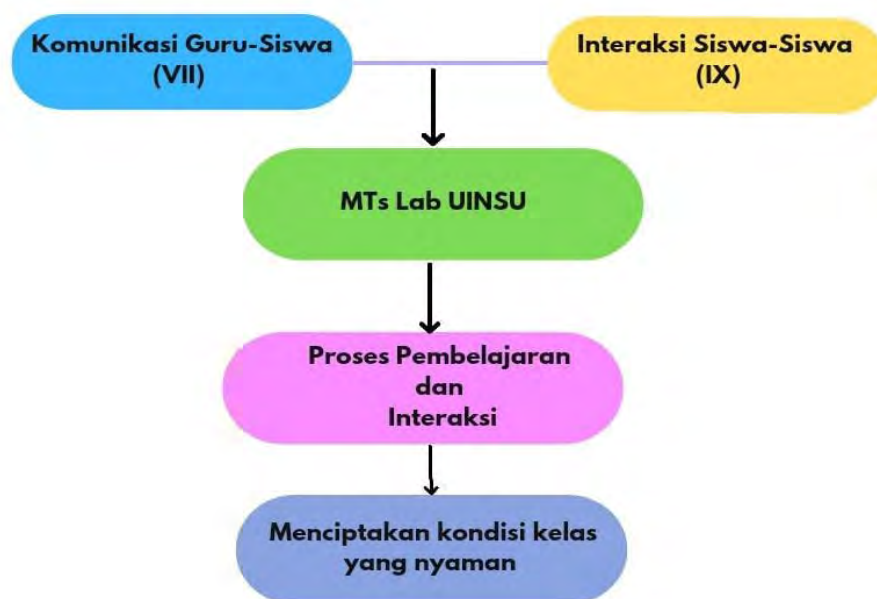 Komunikasi Guru-Siswa
(VII)
Interaksi Siswa-Siswa
(IX)
MTs Lab UINSU
Proses Pembelajaran
dan
Interaksi
Menciptakan kondisi kelas
yang nyaman